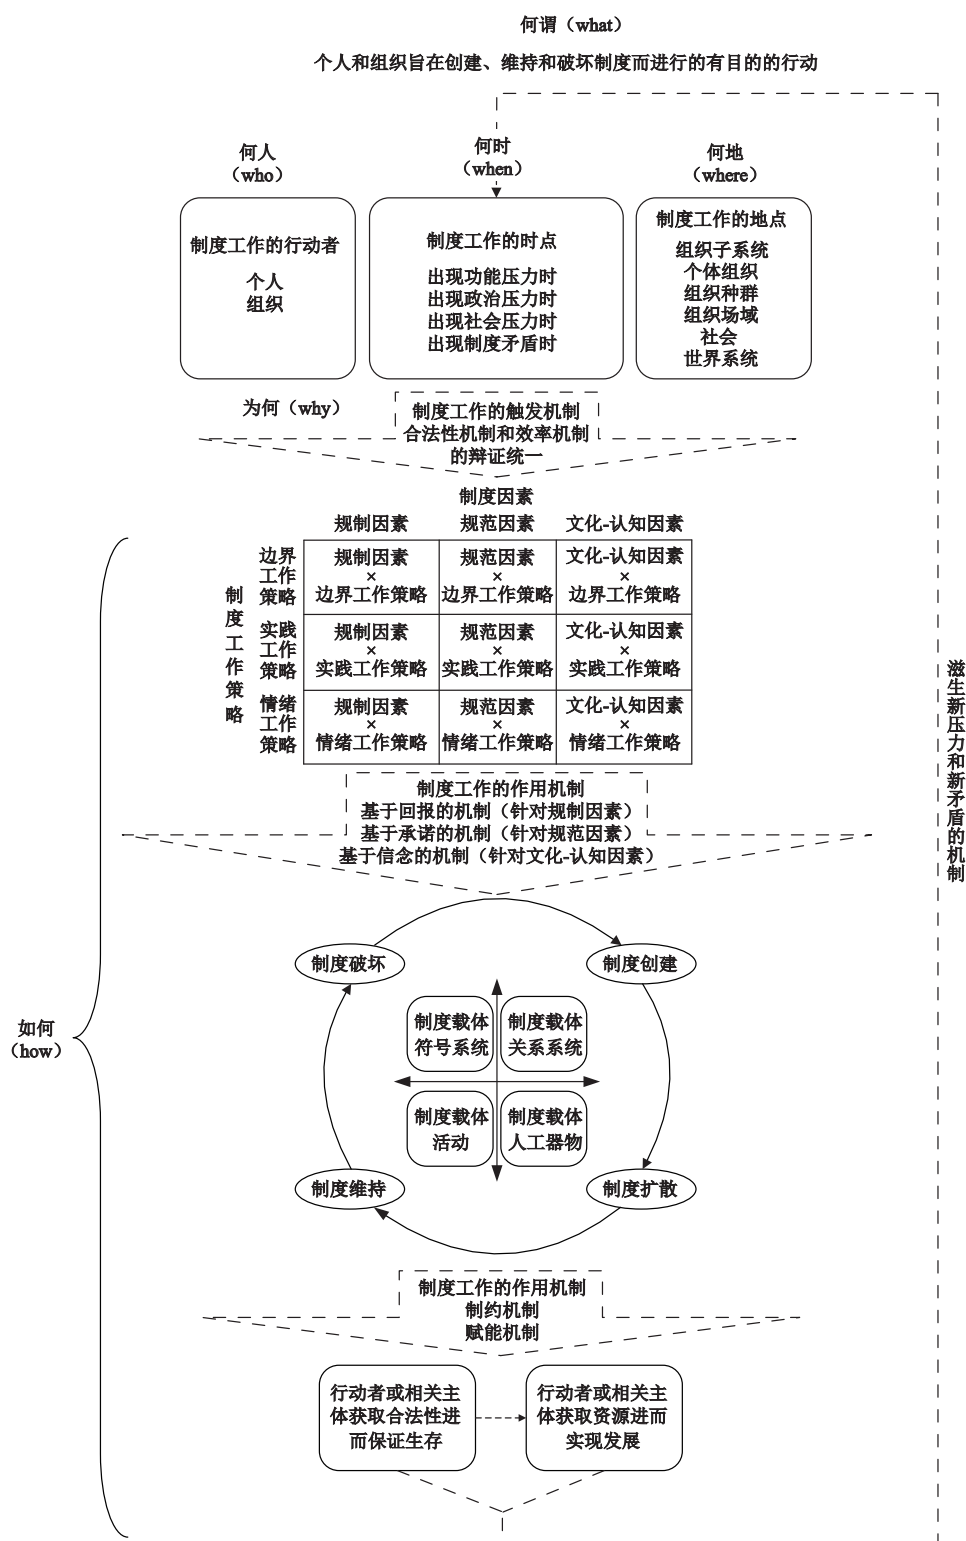 何谓（what）
个人和组织旨在创建、维持和破坏制度而进行的有目的的行动
何人
（who）
何时
（when）
何地
（where）
制度工作的行动者
个人
组织
制度工作的时点
出现功能压力时
出现政治压力时
出现社会压力时
出现制度矛盾时
制度工作的地点
组织子系统
个体组织
组织种群
组织场域
社会
世界系统
为何（why）
制度工作的触发机制
合法性机制和效率机制
的辩证统一
制度因素
规制因素
规范因素
文化-认知因素
制度工作策略
边界
工作
策略
规制因素
×
边界工作策略
规范因素
×
边界工作策略
文化-认知因素
×
边界工作策略
实践
工作
策略
规制因素
×
实践工作策略
规范因素
×
实践工作策略
文化-认知因素
×
实践工作策略
情绪
工作
策略
规制因素
×
情绪工作策略
规范因素
×
情绪工作策略
文化-认知因素
×
情绪工作策略
制度工作的作用机制
基于回报的机制（针对规制因素）
基于承诺的机制（针对规范因素）
基于信念的机制（针对文化-认知因素）
滋生新压力和新矛盾的机制
如何
（how）
制度破坏
制度创建
制度载体
符号系统
制度载体
关系系统
制度载体
活动
制度载体
人工器物
制度维持
制度扩散
制度工作的作用机制
制约机制
赋能机制
行动者或相关主
体获取合法性进
而保证生存
行动者或相关主
体获取资源进而
实现发展